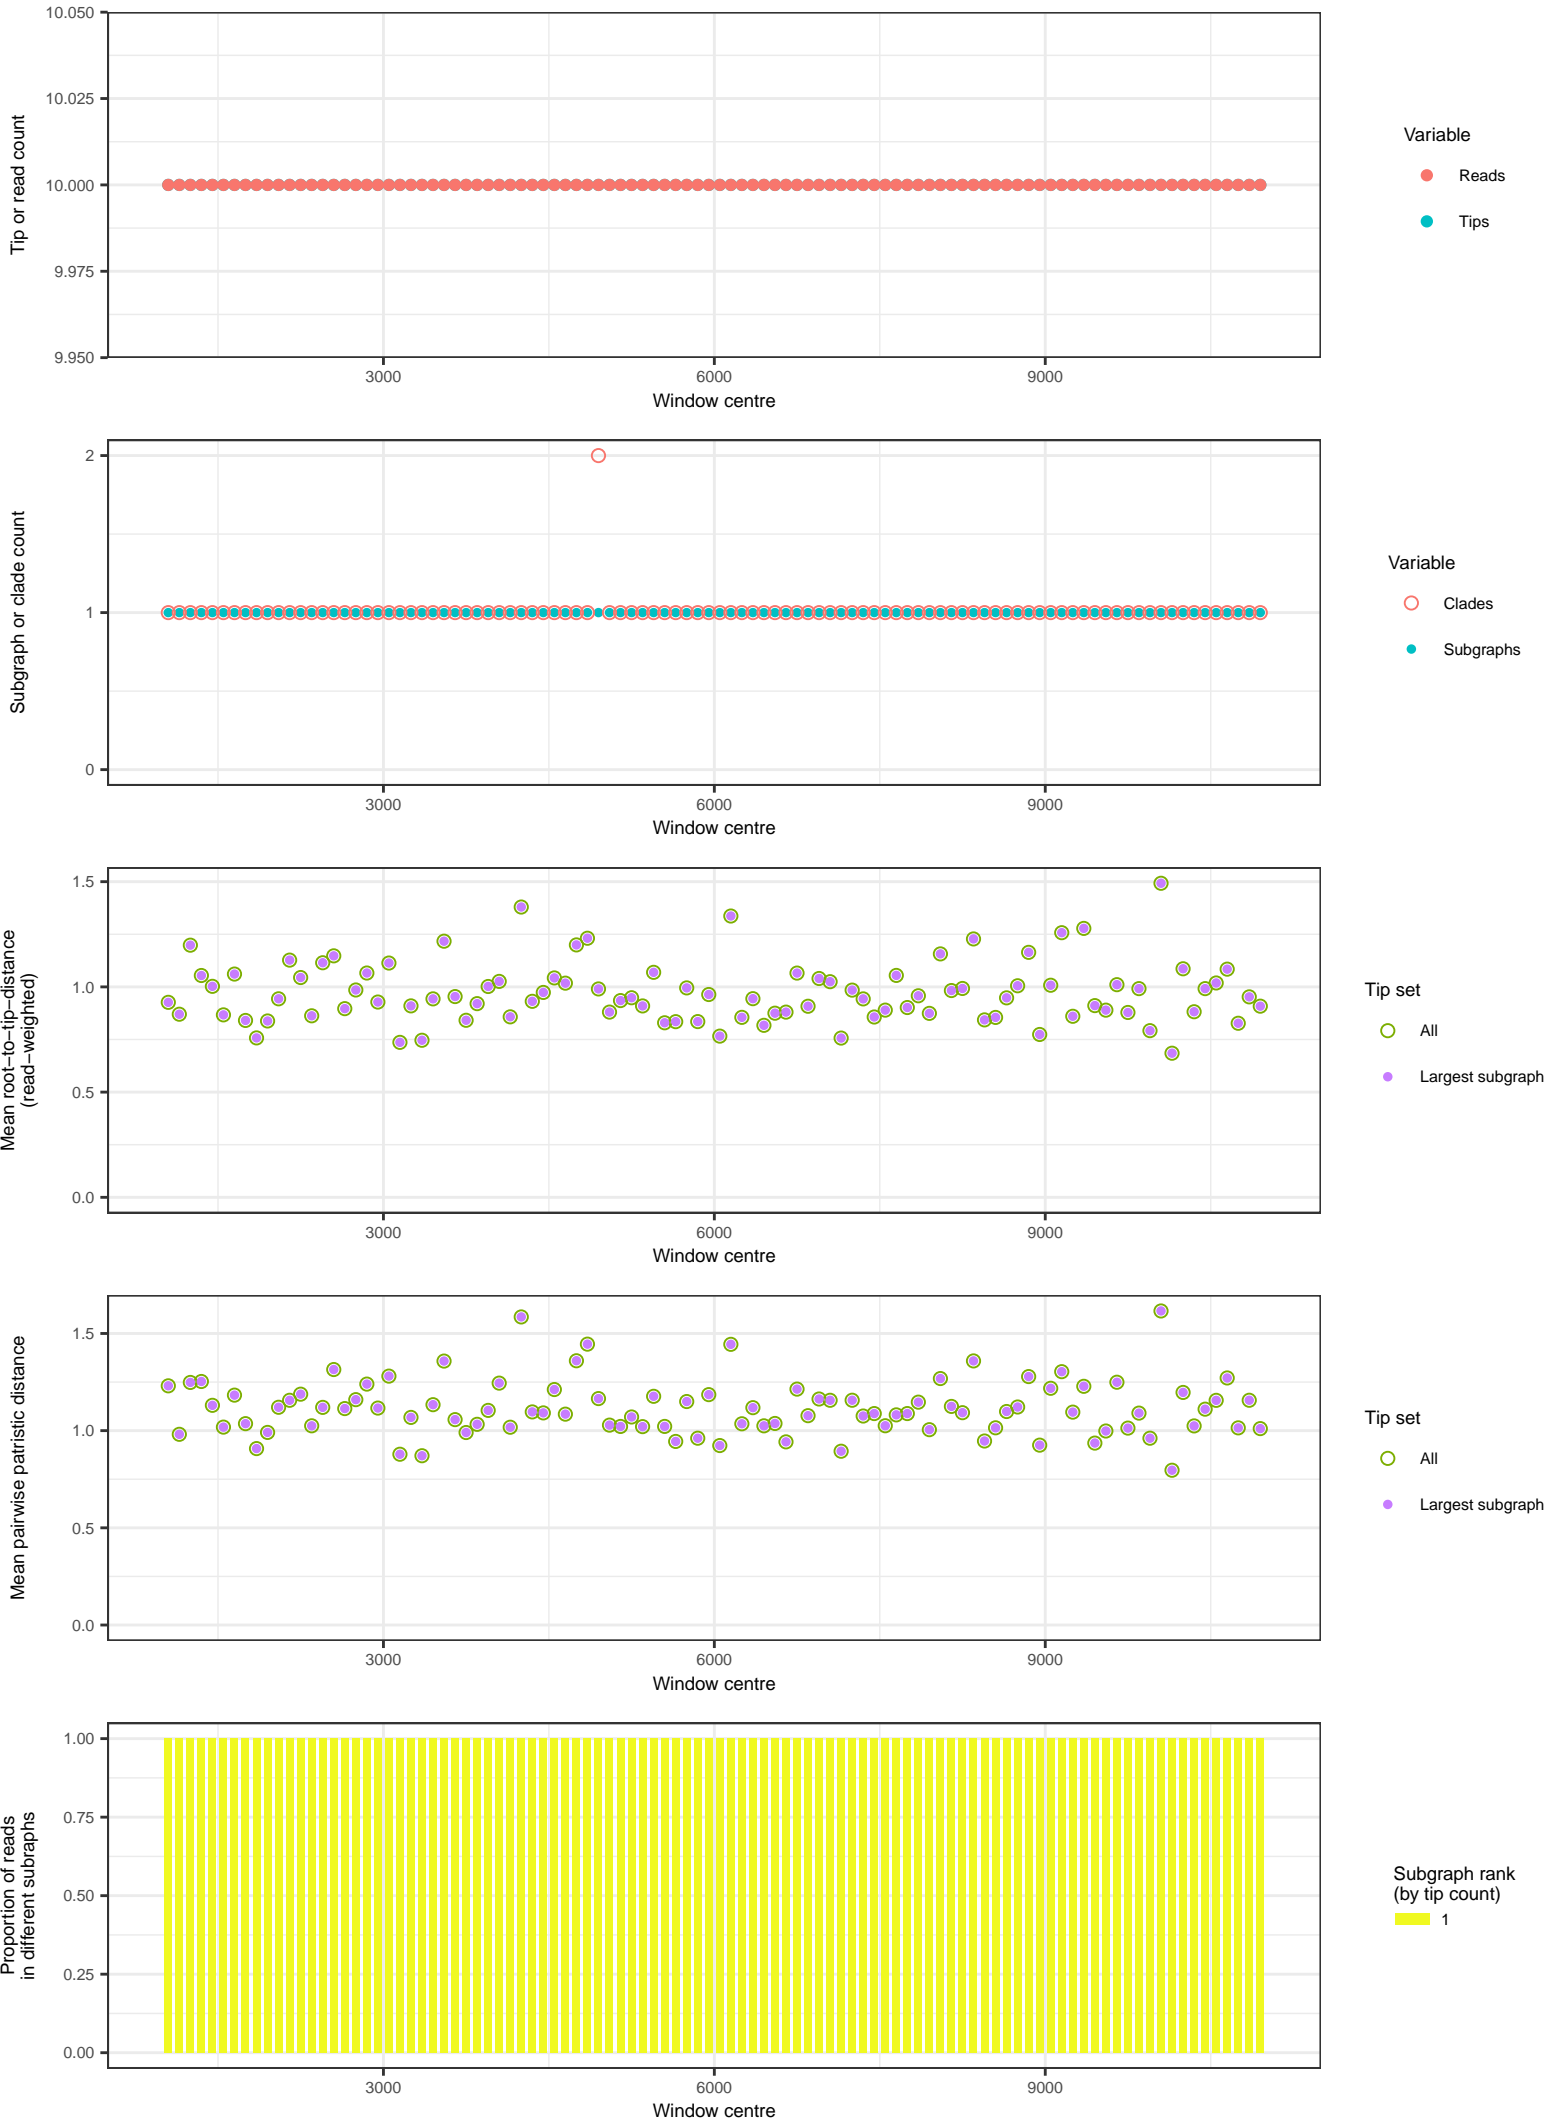 10.050
10.025
10.000
9.975
9.950
Tip or read count
3000
6000
9000
Window centre
Variable
Reads
Tips
2
1
0
Subgraph or clade count
3000
6000
9000
Window centre
Variable
Clades
Subgraphs
1.5
1.0
0.5
0.0
Mean root−to−tip−distance
(read−weighted)
3000
6000
9000
Window centre
Tip set
All
Largest subgraph
1.5
1.0
0.5
0.0
Mean pairwise patristic distance
3000
6000
9000
Window centre
Tip set
All
Largest subgraph
1.00
0.75
0.50
0.25
0.00
Proportion of reads
in different subraphs
3000
6000
9000
Window centre
Subgraph rank
(by tip count)
1